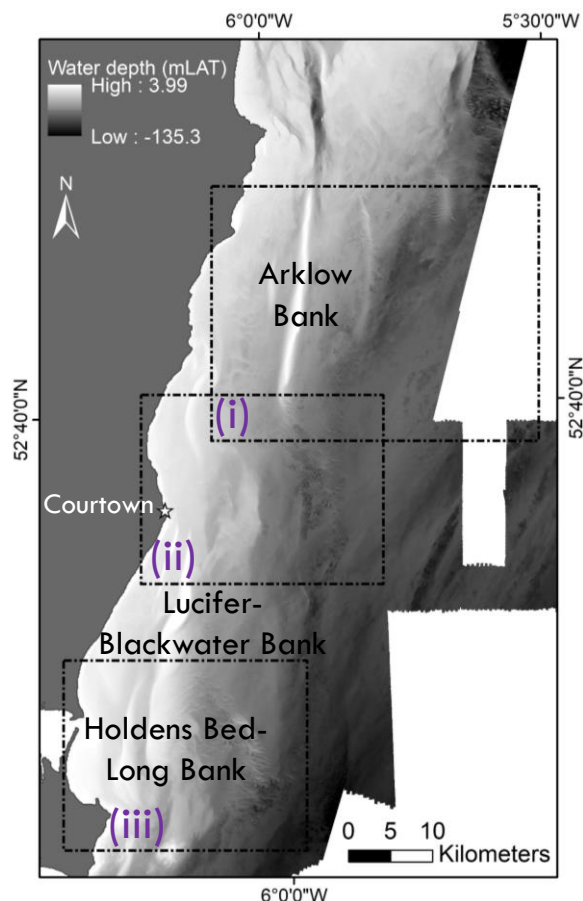 6°0'0"W
5°30'0"W
Water depth (mLAT)
High : 3.99
Low : -135.3
N
Arklow
Bank
(i)
52°40'0"N
52°40'0"N
Courtown
(ii)
Lucifer-
Blackwater Bank
Holdens Bed-
Long Bank
(iii)
0 5 10
Kilometers
6°0'0"W